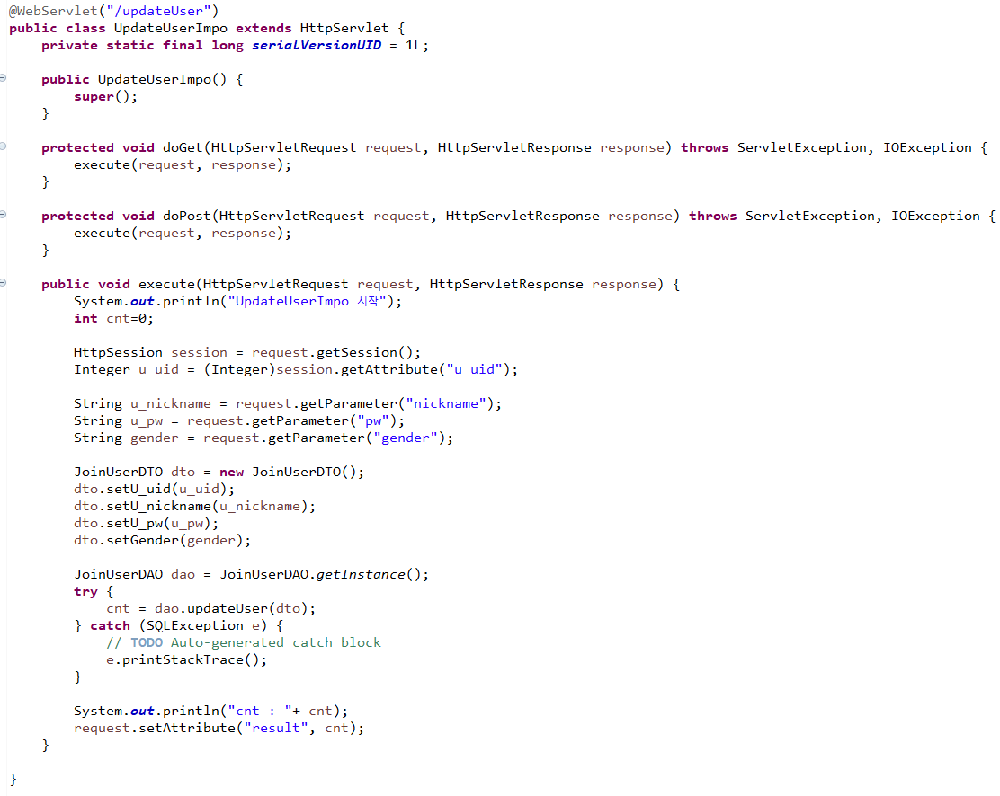 @WebServlet("/updateUser")
public class UpdateUserImpo extends HttpServlet {
    private static final long serialVersionUID = 1L;

    public UpdateUserImpo() {
        super();
    }

    protected void doGet(HttpServletRequest request, HttpServletResponse response) throws ServletException, IOException {
        execute(request, response);
    }

    protected void doPost(HttpServletRequest request, HttpServletResponse response) throws ServletException, IOException {
        execute(request, response);
    }

    public void execute(HttpServletRequest request, HttpServletResponse response) {
        System.out.println("UpdateUserImpo 시작");
        int cnt=0;

        HttpSession session = request.getSession();
        Integer u_uid = (Integer)session.getAttribute("u_uid");

        String u_nickname = request.getParameter("nickname");
        String u_pw = request.getParameter("pw");
        String gender = request.getParameter("gender");

        JoinUserDTO dto = new JoinUserDTO();
        dto.setU_uid(u_uid);
        dto.setU_nickname(u_nickname);
        dto.setU_pw(u_pw);
        dto.setGender(gender);

        JoinUserDAO dao = JoinUserDAO.getInstance();
        try {
            cnt = dao.updateUser(dto);
        } catch (SQLException e) {
            // TODO Auto-generated catch block
            e.printStackTrace();
        }

        System.out.println("cnt : "+ cnt);
        request.setAttribute("result", cnt);
    }

}